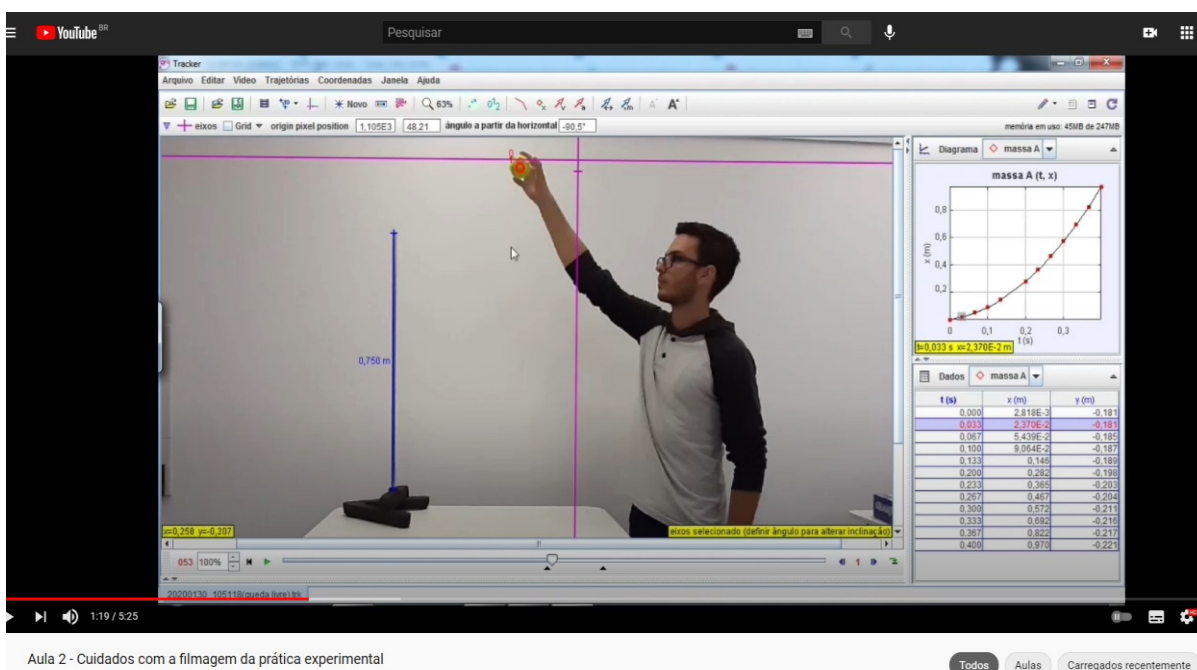 YouTube BR
Pesquisar
Tracker
Arquivo Editar Video Trajetórias Coordenadas Janela Ajuda
Novo 63%
eixos Grid origin pixel position 1,105E3 48,21 ângulo a partir da horizontal -90,5° memória em uso: 45MB de 247MB
Diagrama massa A
massa A (t, x)
x (m)
0,8
0,6
0,4
0,2
0 0,1 0,2 0,3
t (s)
t=0,033 s x=2,370E-2 m
0,750 m
Dados massa A
t (s) x (m) y (m)
0,000 2,818E-3 -0,181
0,033 2,370E-2 -0,181
0,067 5,439E-2 -0,185
0,100 9,064E-2 -0,187
0,133 0,146 -0,189
0,200 0,282 -0,198
0,233 0,365 -0,203
0,267 0,467 -0,204
0,300 0,572 -0,211
0,333 0,692 -0,216
0,367 0,822 -0,217
0,400 0,970 -0,221
x=0,258 y=-0,207
eixos selecionado (definir ângulo para alterar inclinação)
053 100% 1
20200130_105118(queda livre).trk
1:19 / 5:25
HD
Aula 2 - Cuidados com a filmagem da prática experimental
Todos Aulas Carregados recentemente